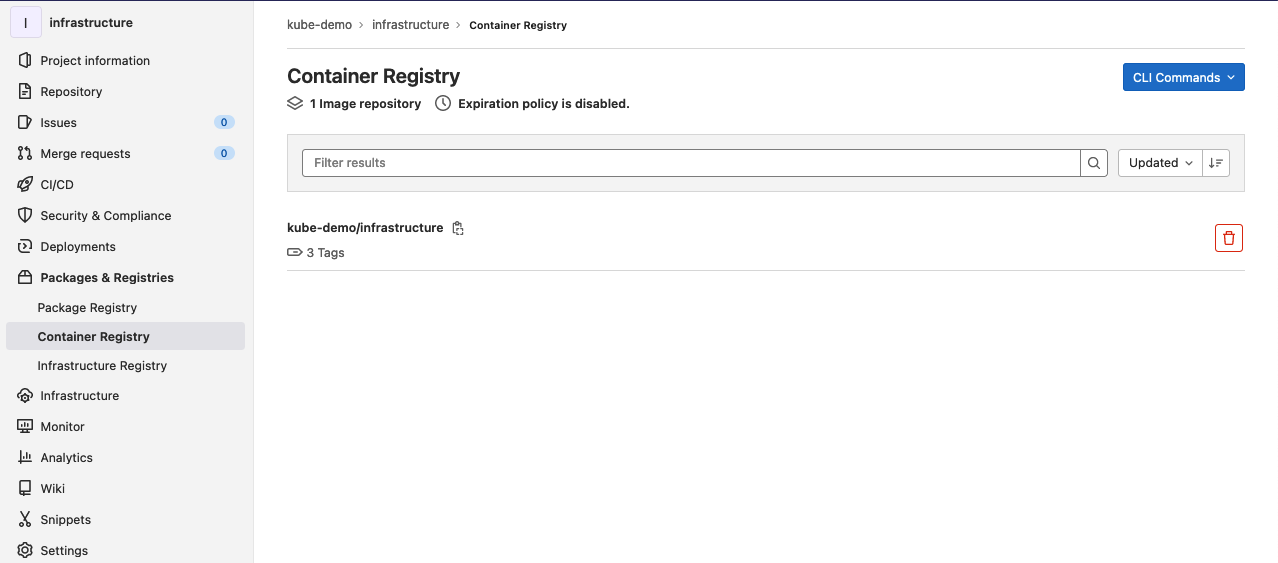 I infrastructure
Project information
Repository
Issues 0
Merge requests 0
CI/CD
Security & Compliance
Deployments
Packages & Registries
Package Registry
Container Registry
Infrastructure Registry
Infrastructure
Monitor
Analytics
Wiki
Snippets
Settings
kube-demo › infrastructure › Container Registry
Container Registry
CLI Commands
1 Image repository Expiration policy is disabled.
Filter results
Updated
kube-demo/infrastructure
3 Tags